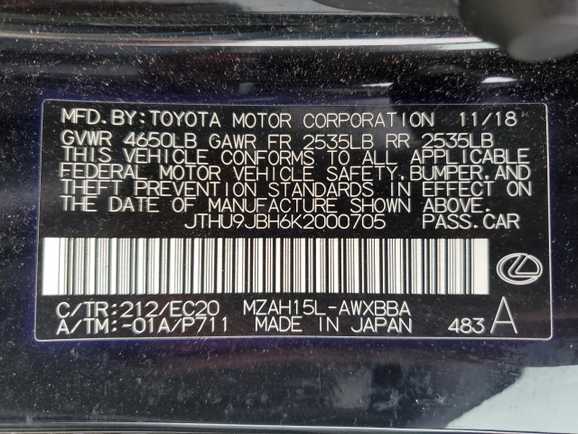 MFD.BY:TOYOTA MOTOR CORPORATION 11/18
GVWR 4650LB GAWR FR 2535LB RR 2535LB
THIS VEHICLE CONFORMS TO ALL APPLICABLE
FEDERAL MOTOR VEHICLE SAFETY,BUMPER,AND
THEFT PREVENTION STANDARDS IN EFFECT ON
THE DATE OF MANUFACTURE SHOWN ABOVE.
JTHU9JBH6K2000705 PASS.CAR
C/TR:212/EC20 MZAH15L-AWXBBA
A/TM:-01A/P711 MADE IN JAPAN 483 A